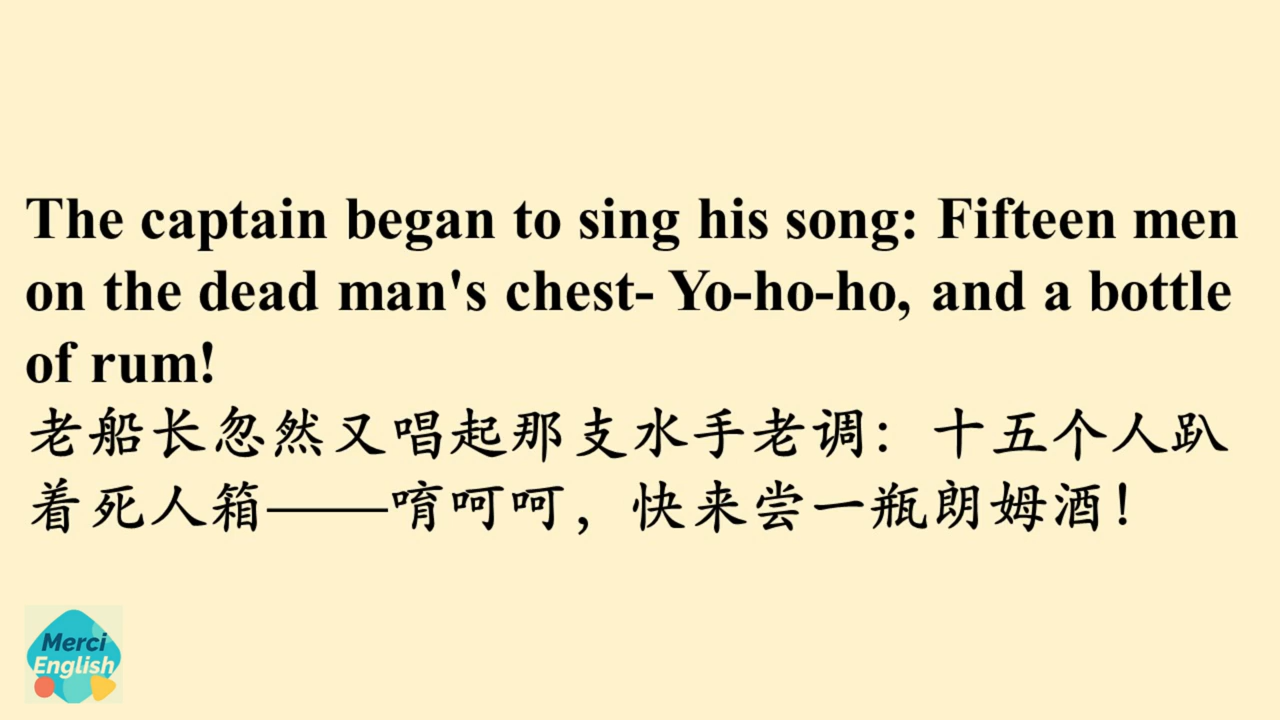 The captain began to sing his song: Fifteen men
on the dead man's chest- Yo-ho-ho, and a bottle
of rum!
老船长忽然又唱起那支水手老调：十五个人趴
着死人箱——唷呵呵，快来尝一瓶朗姆酒！
Merci
English